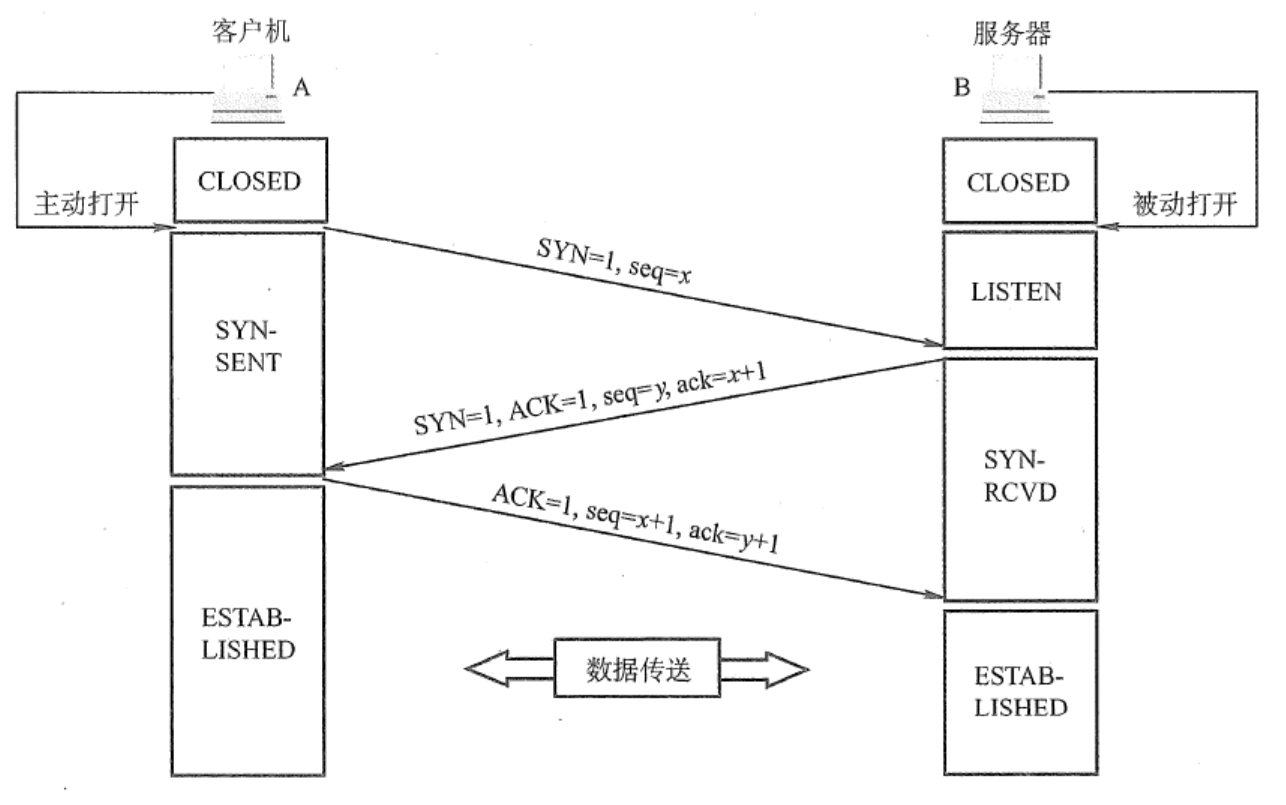 客户机
服务器
A
B
CLOSED
CLOSED
主动打开
被动打开
SYN=1, seq=x
LISTEN
SYN-
SENT
SYN=1, ACK=1, seq=y, ack=x+1
SYN-
RCVD
ACK=1, seq=x+1, ack=y+1
ESTAB-
LISHED
数据传送
ESTAB-
LISHED